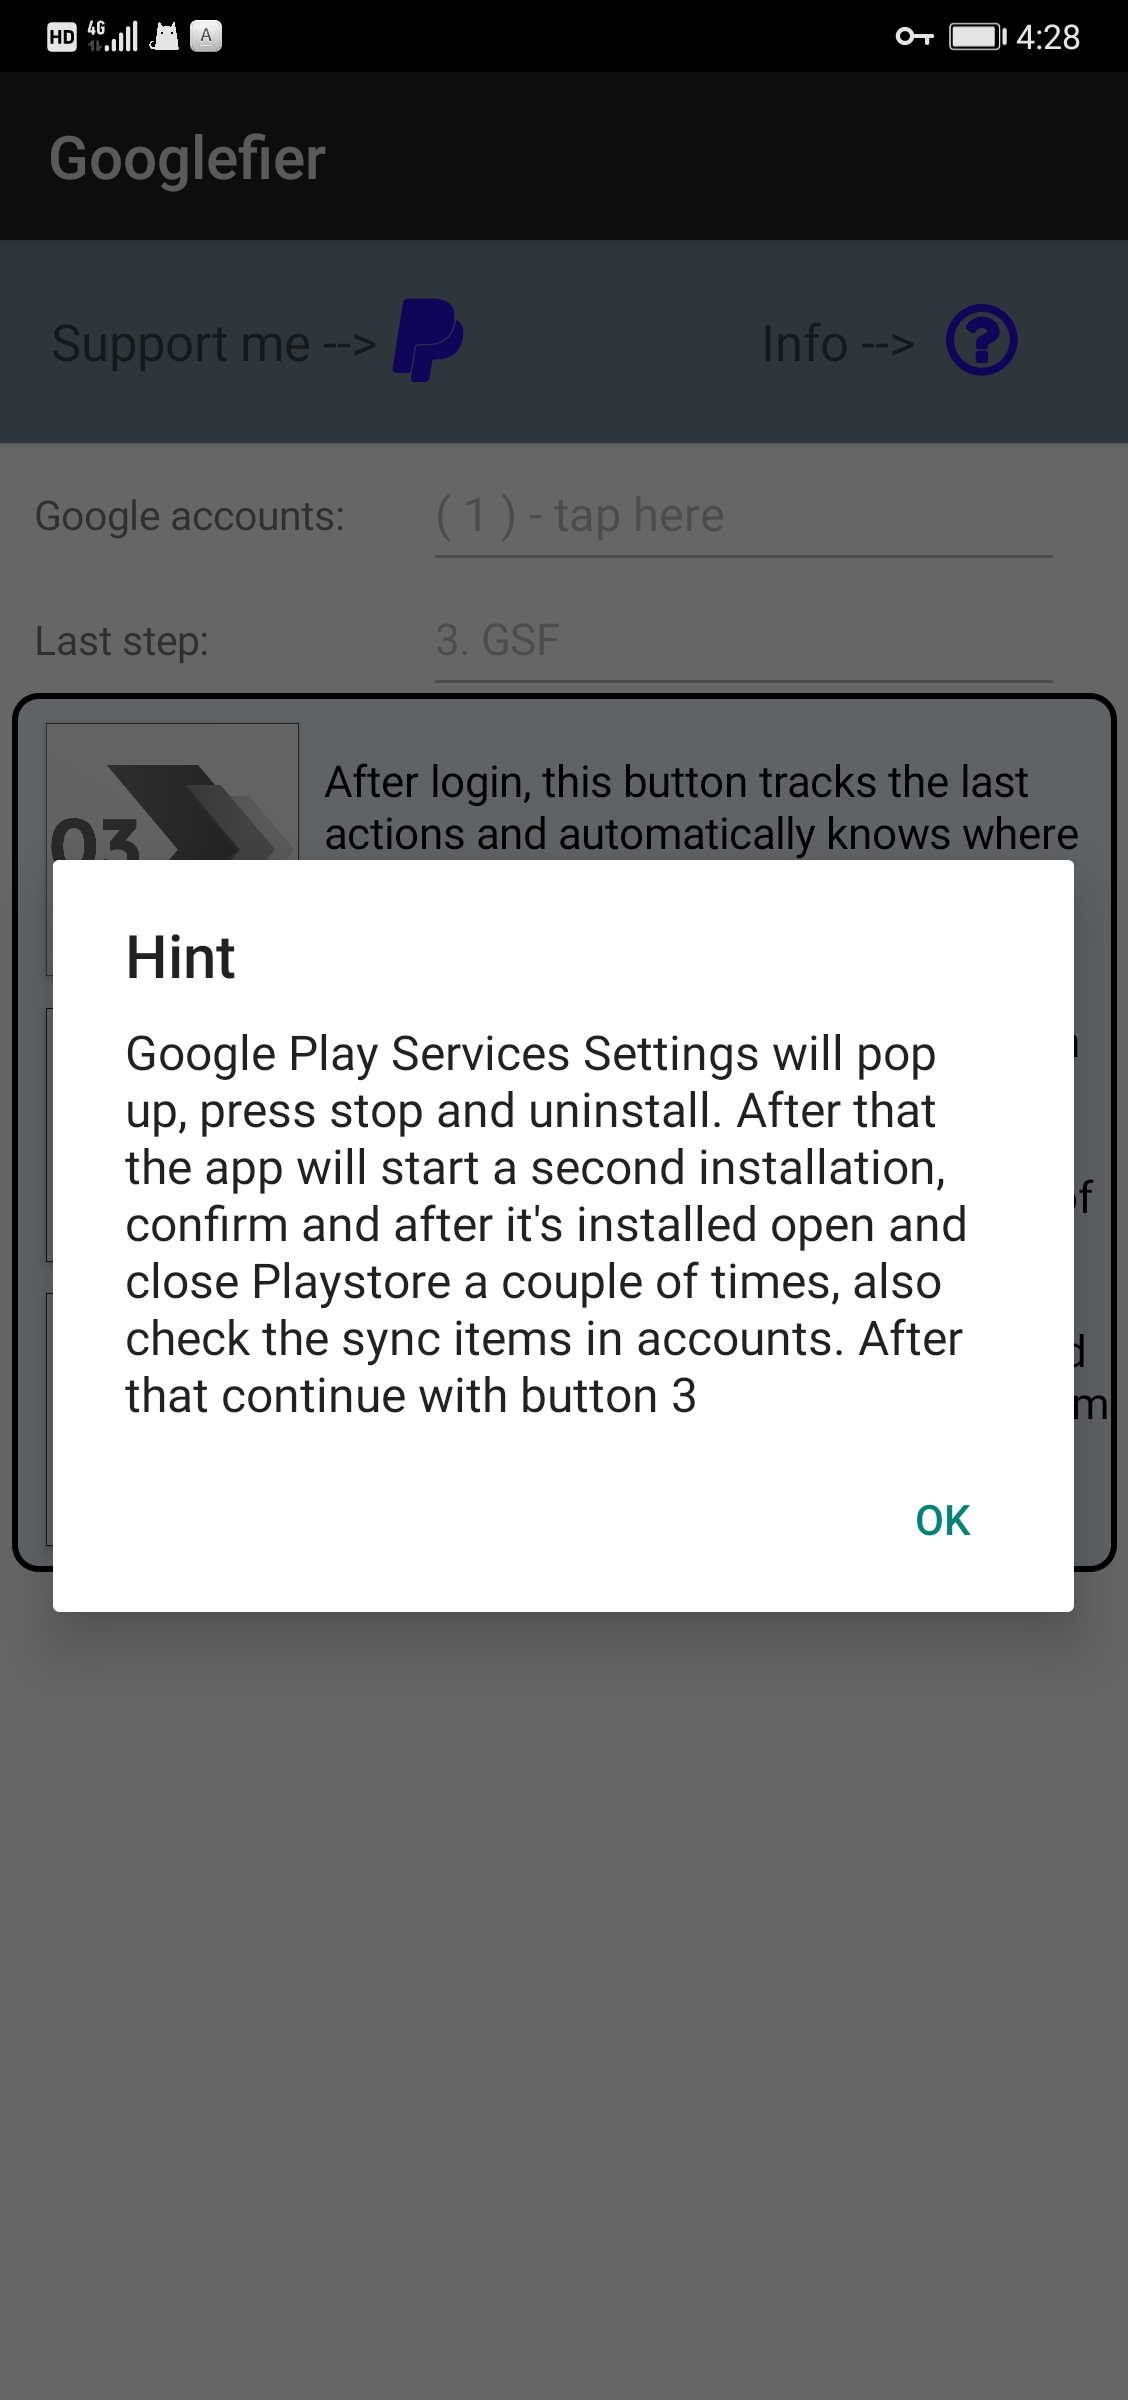 HD 4G A 4:28
Googlefier
Support me --> Info -->
Google accounts: ( 1 ) - tap here
Last step: 3. GSF
03
After login, this button tracks the last
actions and automatically knows where
Hint
Google Play Services Settings will pop
up, press stop and uninstall. After that
the app will start a second installation,
confirm and after it's installed open and
close Playstore a couple of times, also
check the sync items in accounts. After
that continue with button 3
OK